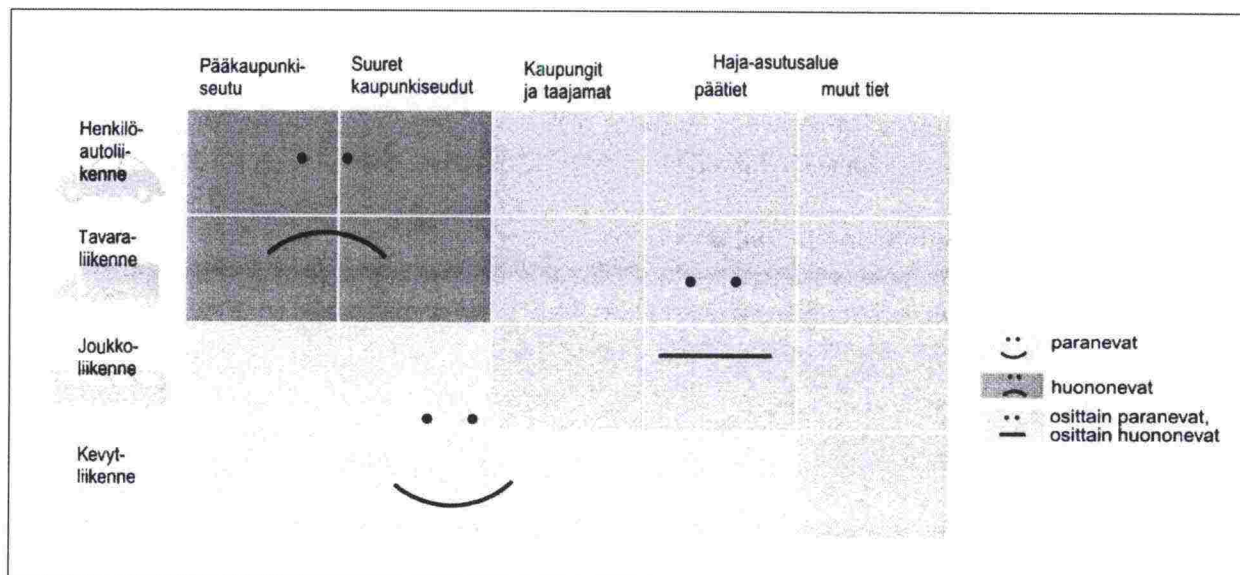 Pääkaupunki-
seutu
Suuret
kaupunkiseudut
Kaupungit
ja taajamat
Haja-asutusalue
päätiet
muut tiet
Henkilö-
autolii-
kenne
Tavara-
liikenne
Joukko-
liikenne
Kevyt-
liikenne
paranevat
huononevat
osittain paranevat,
osittain huononevat